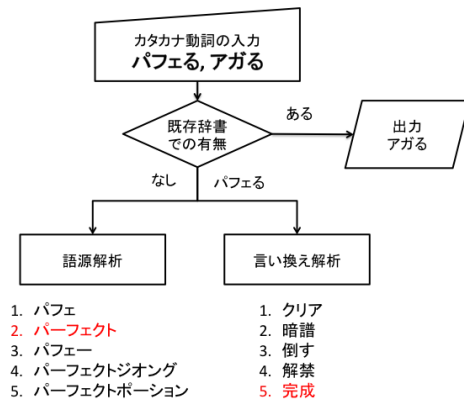 カタカナ動詞の入力
パフェる, アガる
既存辞書
での有無
ある
出力
アガる
なし
パフェる
語源解析
言い換え解析
1. パフェ
2. パーフェクト
3. パフェー
4. パーフェクトジオング
5. パーフェクトポーション
1. クリア
2. 暗譜
3. 倒す
4. 解禁
5. 完成